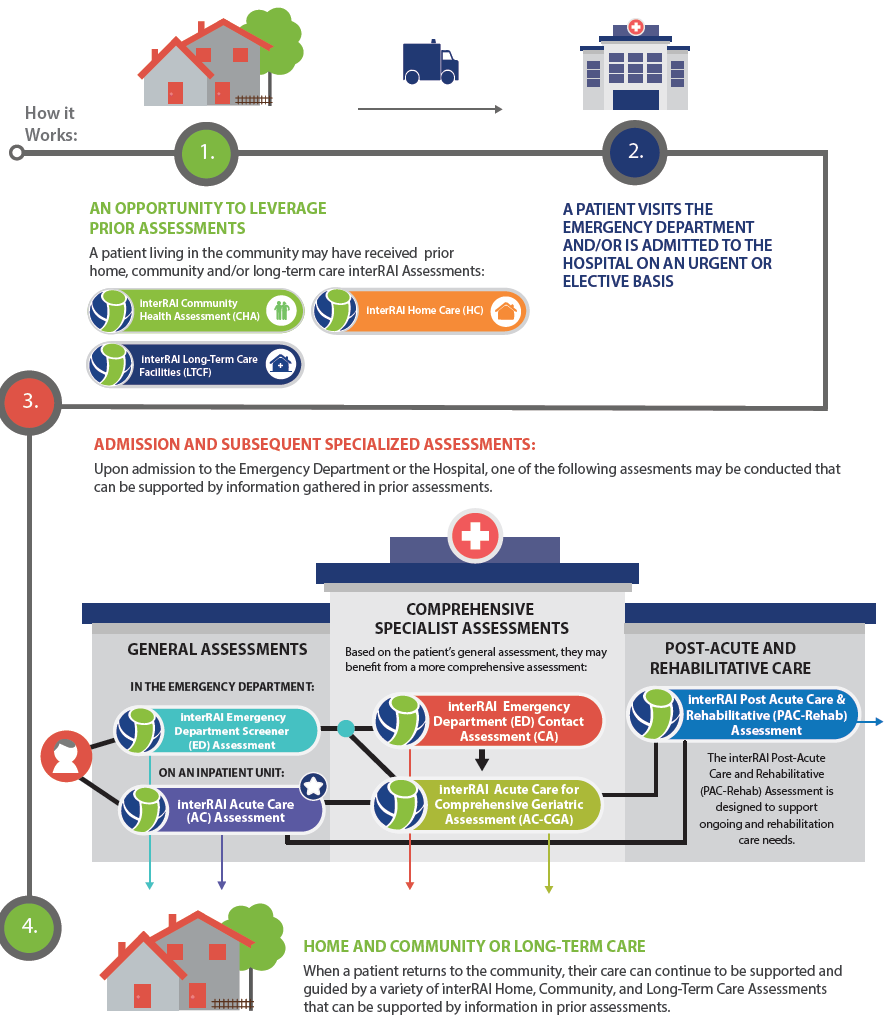 How it
Works:
1.
2.
AN OPPORTUNITY TO LEVERAGE
PRIOR ASSESSMENTS
A patient living in the community may have received prior
home, community and/or long-term care interRAI Assessments:
interRAI Community
Health Assessment (CHA)
interRAI Home Care (HC)
interRAI Long-Term Care
Facilities (LTCF)
A PATIENT VISITS THE
EMERGENCY DEPARTMENT
AND/OR IS ADMITTED TO THE
HOSPITAL ON AN URGENT OR
ELECTIVE BASIS
3.
ADMISSION AND SUBSEQUENT SPECIALIZED ASSESSMENTS:
Upon admission to the Emergency Department or the Hospital, one of the following assesments may be conducted that
can be supported by information gathered in prior assessments.
GENERAL ASSESSMENTS
IN THE EMERGENCY DEPARTMENT:
interRAI Emergency
Department Screener
(ED) Assessment
ON AN INPATIENT UNIT:
interRAI Acute Care
(AC) Assessment
COMPREHENSIVE
SPECIALIST ASSESSMENTS
Based on the patient's general assessment, they may
benefit from a more comprehensive assessment:
interRAI Emergency
Department (ED) Contact
Assessment (CA)
interRAI Acute Care for
Comprehensive Geriatric
Assessment (AC-CGA)
POST-ACUTE AND
REHABILITATIVE CARE
interRAI Post Acute Care &
Rehabilitative (PAC-Rehab)
Assessment
The interRAI Post-Acute
Care and Rehabilitative
(PAC-Rehab) Assessment is
designed to support
ongoing and rehabilitation
care needs.
4.
HOME AND COMMUNITY OR LONG-TERM CARE
When a patient returns to the community, their care can continue to be supported and
guided by a variety of interRAI Home, Community, and Long-Term Care Assessments
that can be supported by information in prior assessments.